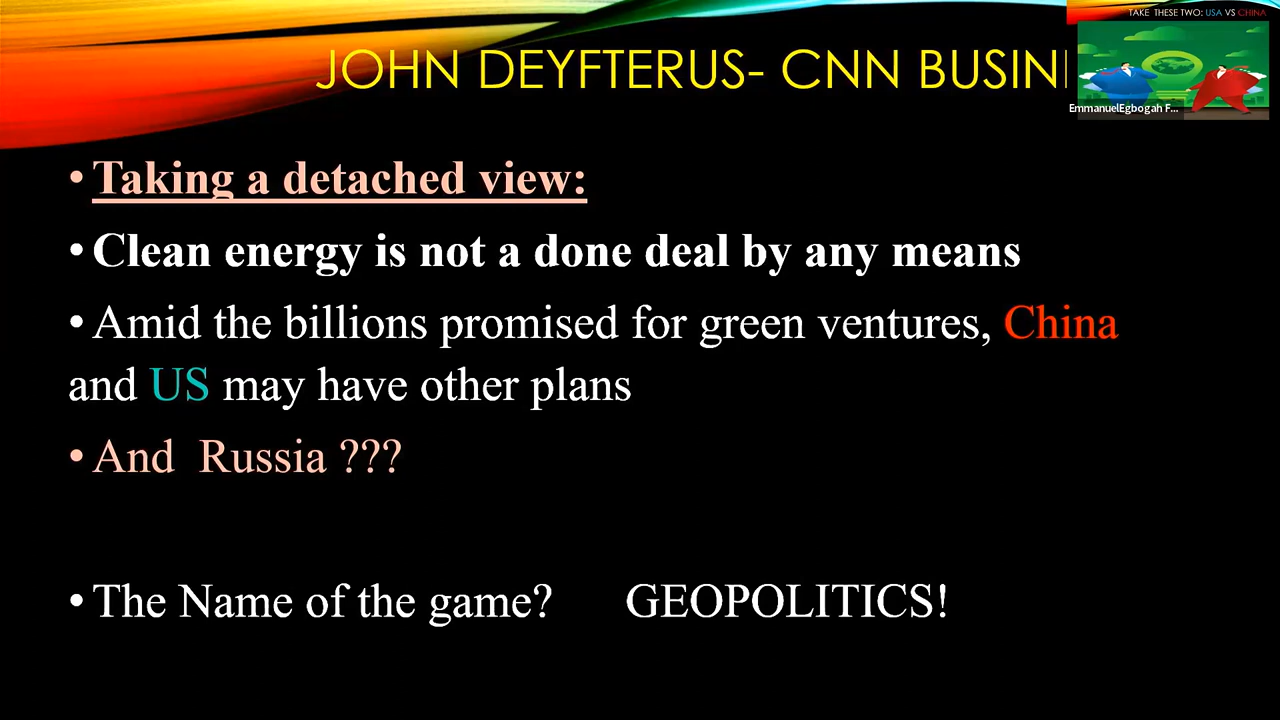 TAKE THESE TWO: USA VS CHINA
JOHN DEYFTERUS- CNN BUSIN
EmmanuelEgbogah F...
• Taking a detached view:
• Clean energy is not a done deal by any means
• Amid the billions promised for green ventures, China
and US may have other plans
• And Russia ???
• The Name of the game? GEOPOLITICS!